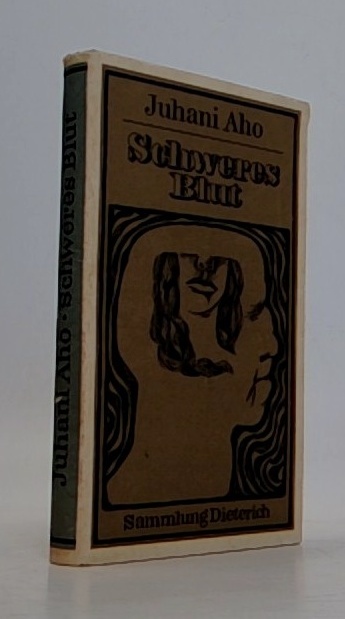 Juhani Aho
Schweres
Blut
Sammlung Dieterich
Juhani Aho · Schweres Blut